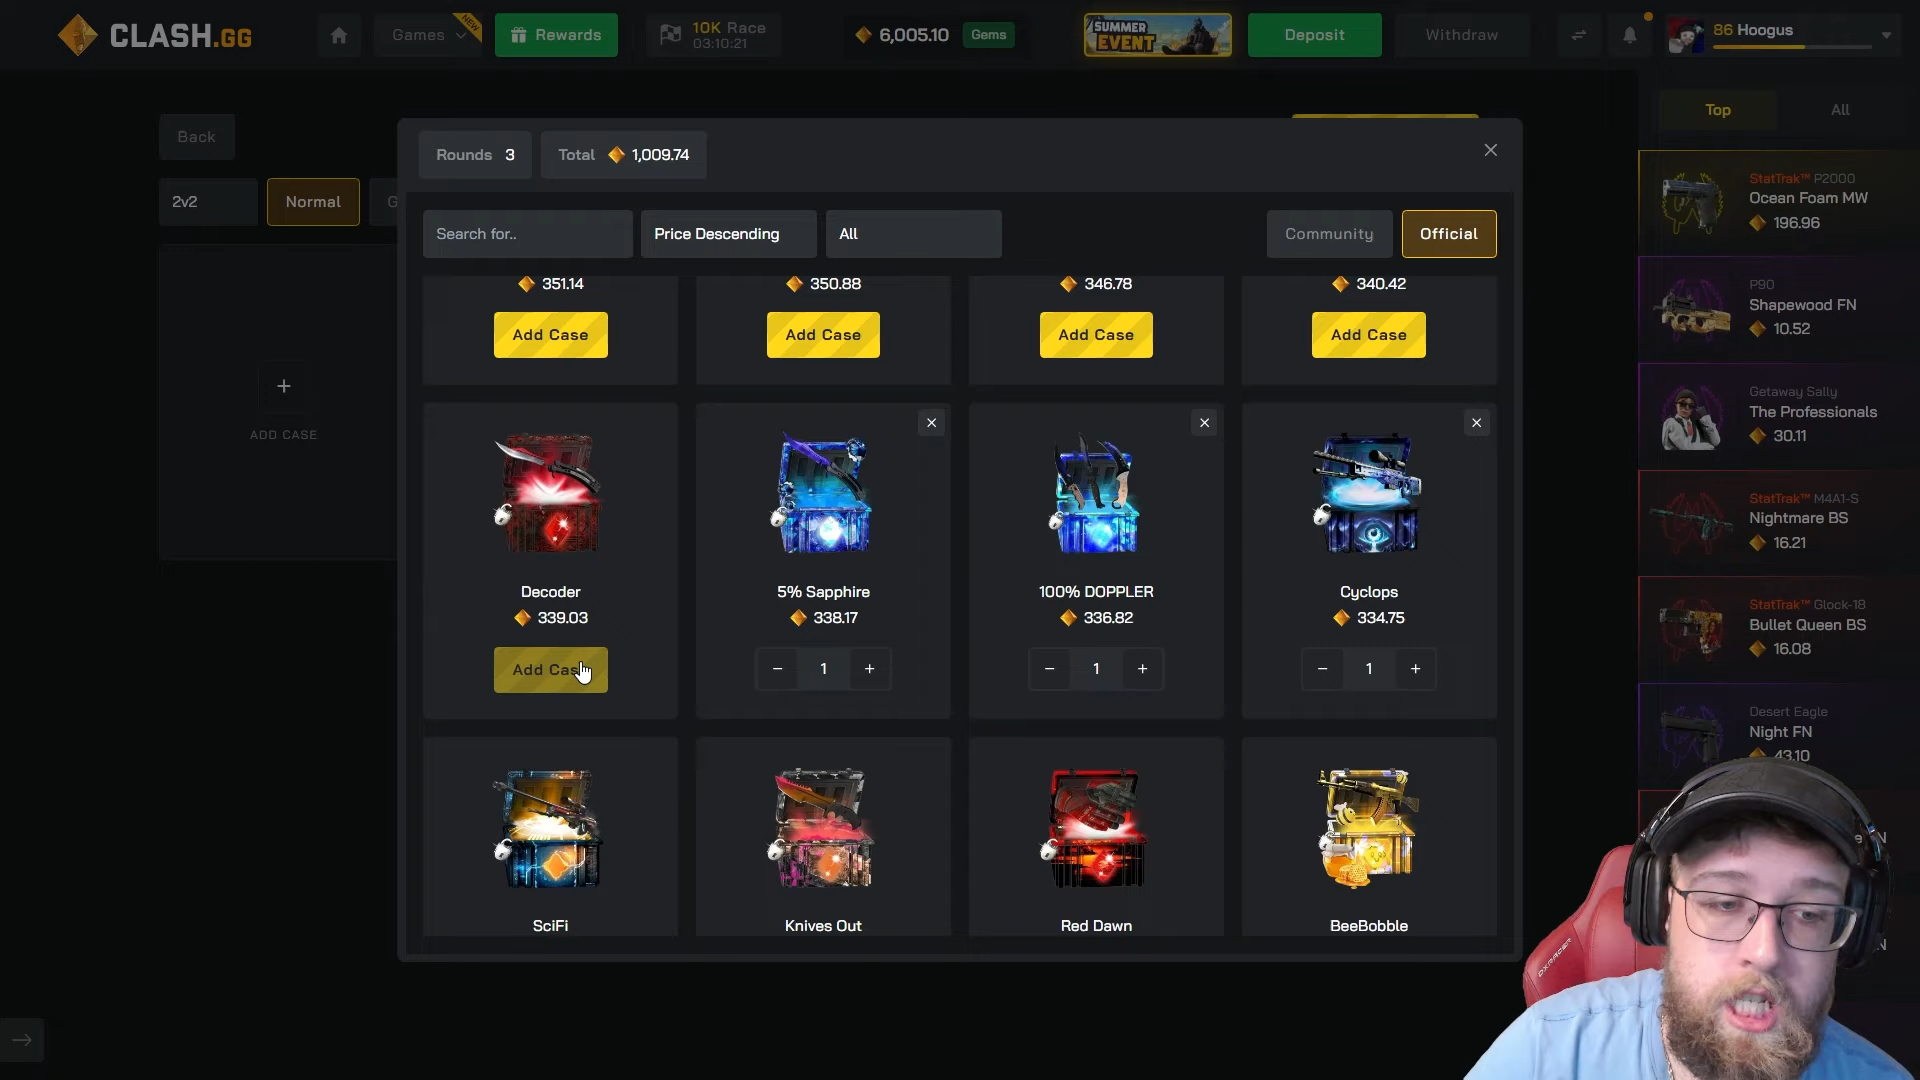 CLASH.GG
Games
NEW
Rewards
10K Race
03:10:21
6,005.10
Gems
SUMMER
EVENT
Deposit
Withdraw
86 Hoogus
Back
2v2
Normal
G
ADD CASE
Rounds 3
Total 1,009.74
Search for..
Price Descending
All
Community
Official
351.14
350.88
346.78
340.42
Add Case
Add Case
Add Case
Add Case
Decoder
5% Sapphire
100% DOPPLER
Cyclops
339.03
338.17
336.82
334.75
Add Case
− 1 +
− 1 +
− 1 +
SciFi
Knives Out
Red Dawn
BeeBobble
Top
All
StatTrak™ P2000
Ocean Foam MW
196.96
P90
Shapewood FN
10.52
Getaway Sally
The Professionals
30.11
StatTrak™ M4A1-S
Nightmare BS
16.21
StatTrak™ Glock-18
Bullet Queen BS
16.08
Desert Eagle
Night FN
43.10
DXRACER